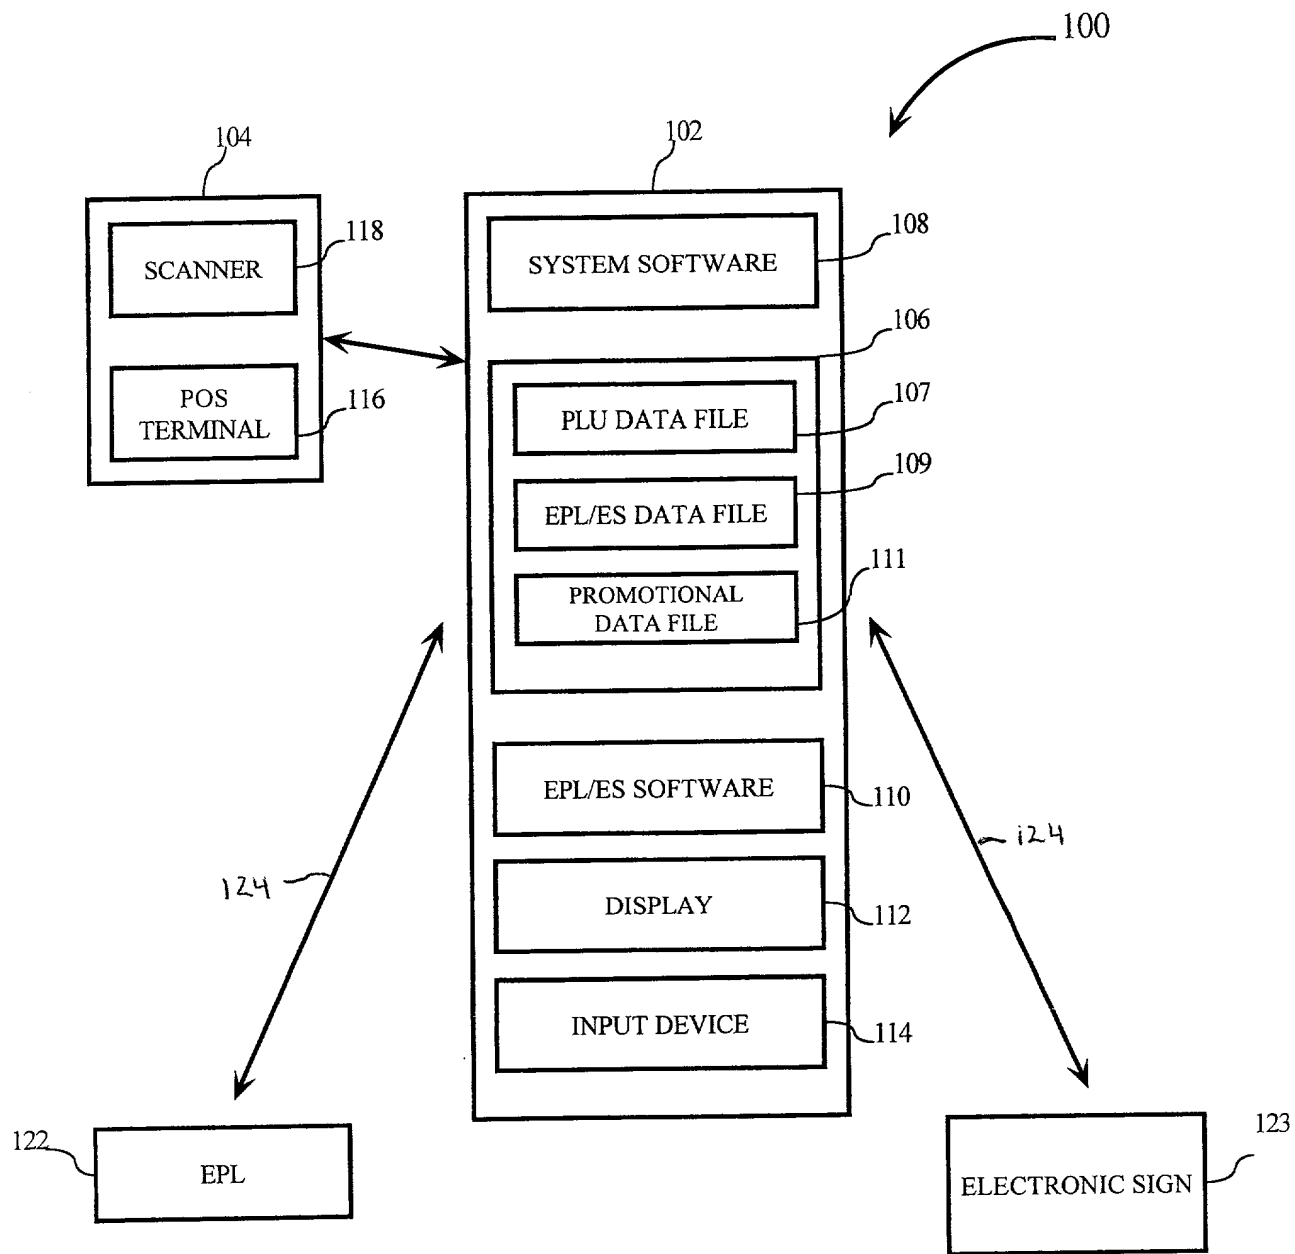 100
104
102
118
SCANNER
108
SYSTEM SOFTWARE
106
POS
TERMINAL
116
PLU DATA FILE
107
109
EPL/ES DATA FILE
111
PROMOTIONAL
DATA FILE
EPL/ES SOFTWARE
110
124
124
DISPLAY
112
INPUT DEVICE
114
122
EPL
123
ELECTRONIC SIGN